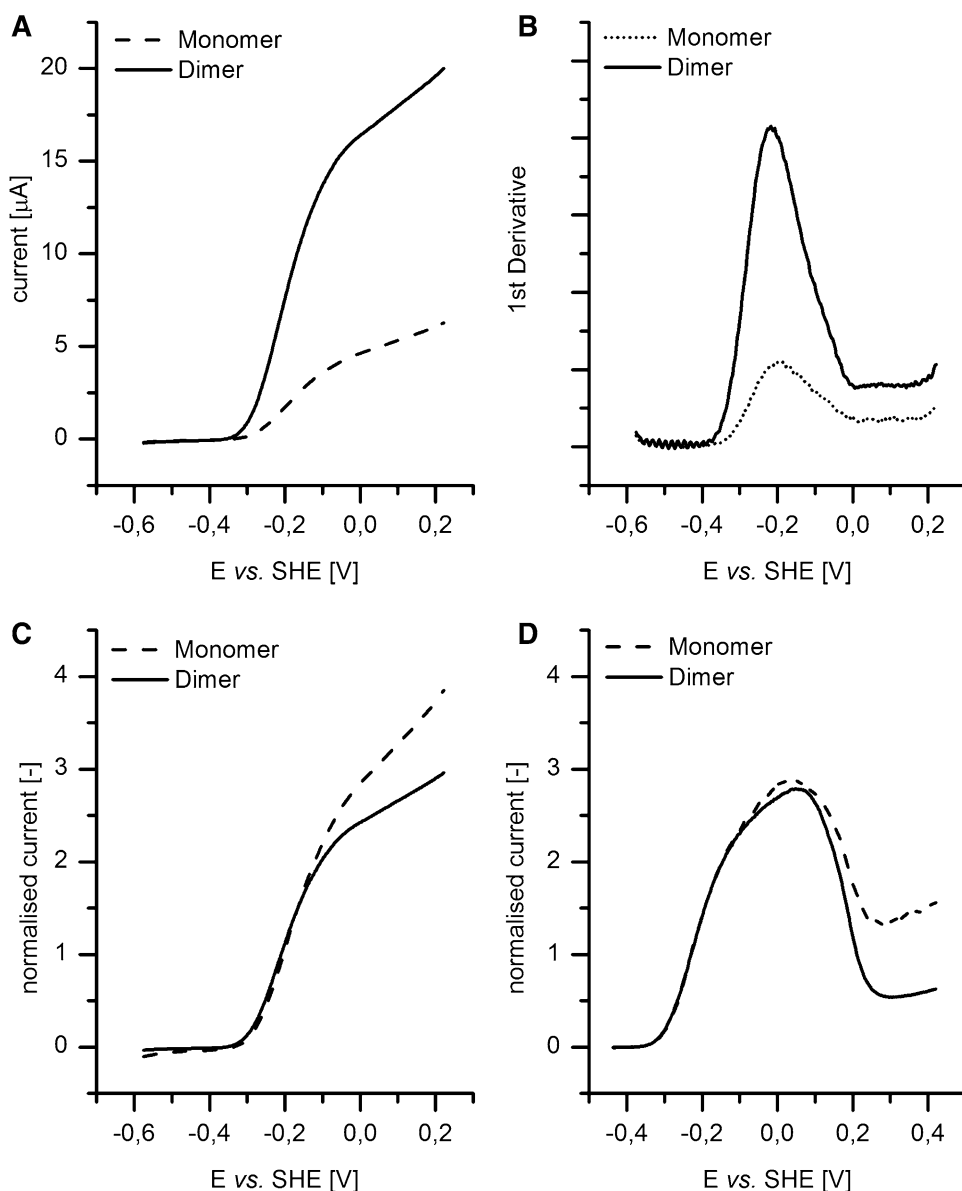 A
Monomer
Dimer
20
15
10
5
0
current [µA]
-0,6 -0,4 -0,2 0,0 0,2
E vs. SHE [V]
B
Monomer
Dimer
1st Derivative
-0,6 -0,4 -0,2 0,0 0,2
E vs. SHE [V]
C
Monomer
Dimer
4
3
2
1
0
normalised current [-]
-0,6 -0,4 -0,2 0,0 0,2
E vs. SHE [V]
D
Monomer
Dimer
4
3
2
1
0
normalised current [-]
-0,4 -0,2 0,0 0,2 0,4
E vs. SHE [V]